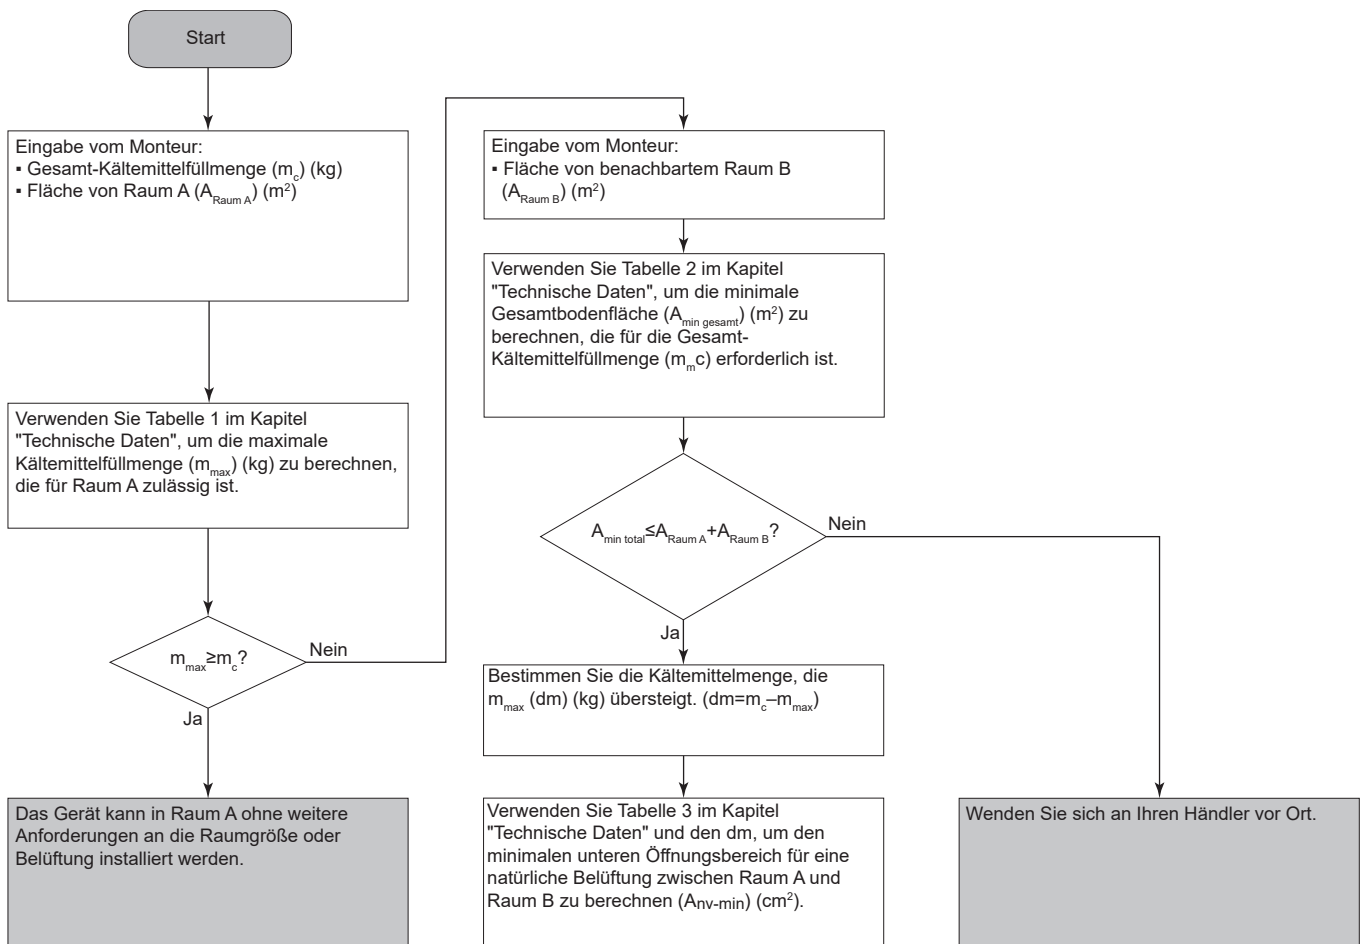 Start
Eingabe vom Monteur:
▪ Gesamt-Kältemittelfüllmenge (mc) (kg)
▪ Fläche von Raum A (ARaum A) (m²)
Verwenden Sie Tabelle 1 im Kapitel
"Technische Daten", um die maximale
Kältemittelfüllmenge (mmax) (kg) zu berechnen,
die für Raum A zulässig ist.
mmax≥mc?
Nein
Ja
Das Gerät kann in Raum A ohne weitere
Anforderungen an die Raumgröße oder
Belüftung installiert werden.
Eingabe vom Monteur:
▪ Fläche von benachbartem Raum B
(ARaum B) (m²)
Verwenden Sie Tabelle 2 im Kapitel
"Technische Daten", um die minimale
Gesamtbodenfläche (Amin gesamt) (m²) zu
berechnen, die für die Gesamt-
Kältemittelfüllmenge (mmc) erforderlich ist.
Amin total≤ARaum A+ARaum B?
Nein
Ja
Bestimmen Sie die Kältemittelmenge, die
mmax (dm) (kg) übersteigt. (dm=mc–mmax)
Verwenden Sie Tabelle 3 im Kapitel
"Technische Daten" und den dm, um den
minimalen unteren Öffnungsbereich für eine
natürliche Belüftung zwischen Raum A und
Raum B zu berechnen (Anv-min) (cm²).
Wenden Sie sich an Ihren Händler vor Ort.